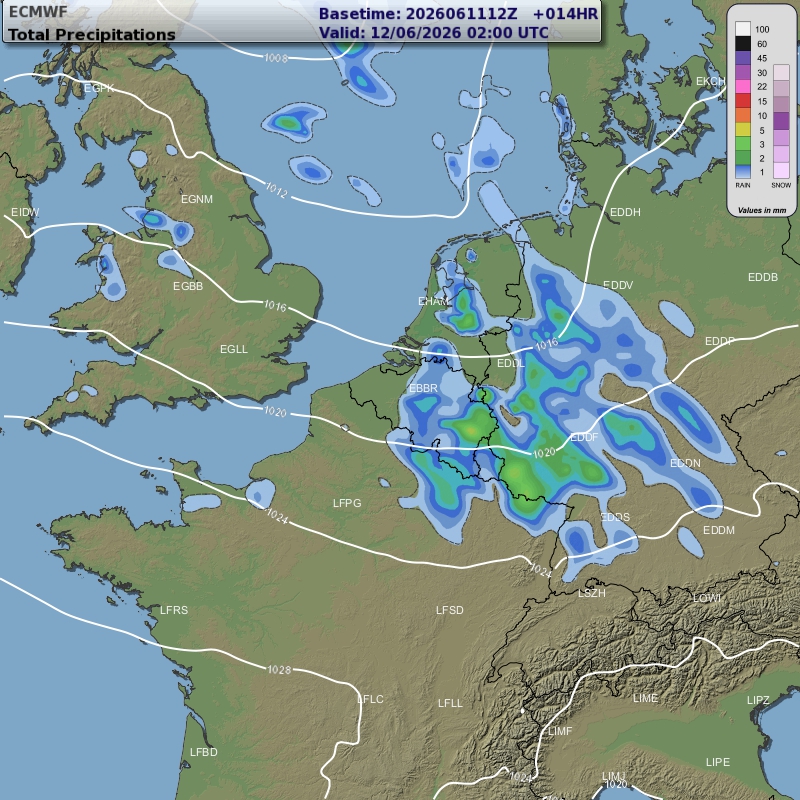 ECMWF
Basetime: 2026061112Z +014HR
Total Precipitations
Valid: 12/06/2026 02:00 UTC
100
60
45
30
22
15
10
5
3
2
1
RAIN
SNOW
Values in mm
1008
EGPK
EKCH
1012
EGNM
EIDW
EDDH
EGBB
EDDV
EDDB
EHAM
1016
EGLL
1016
EDDP
EDDL
EBBR
1020
EDDF
1020
EDDN
LFPG
1024
EDDS
EDDM
1024
LSZH
LOWI
LFRS
LFSD
1028
LFLC
LFLL
LIME
LIPZ
LIMF
LFBD
LIPE
1024
LIMJ
1020